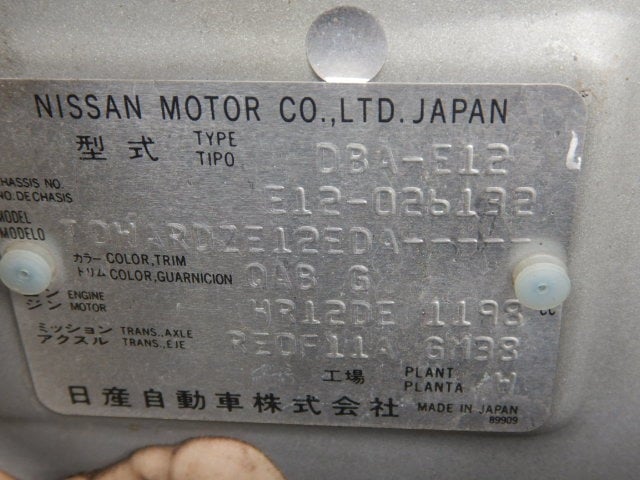 NISSAN MOTOR CO.,LTD. JAPAN
型式 TYPE TIPO DBA-E12
CHASSIS NO. NO. DE CHASIS E12-026132
MODEL MODELO E12EDA-----
カラー COLOR,TRIM トリム COLOR,GUARNICION QAB G
ENGINE MOTOR HR12DE 1198 cc
ミッション TRANS.,AXLE アクスル TRANS.,EJE RE0F11A GM38
工場 PLANT PLANTA
日産自動車株式会社 MADE IN JAPAN
89909